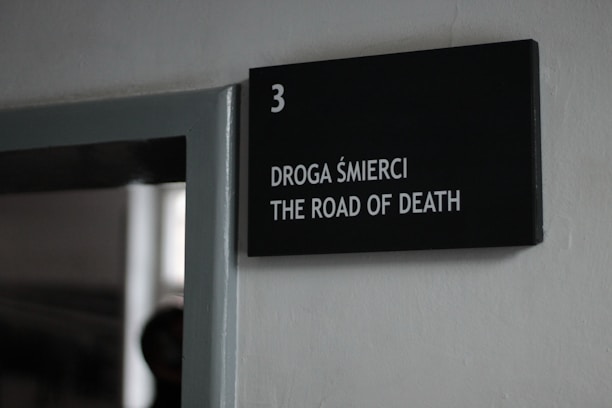 3
DROGA ŚMIERCI
THE ROAD OF DEATH